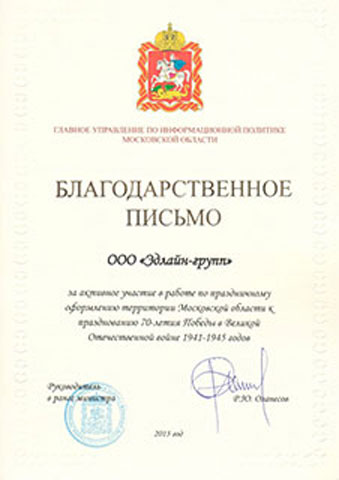 ГЛАВНОЕ УПРАВЛЕНИЕ ПО ИНФОРМАЦИОННОЙ ПОЛИТИКЕ
МОСКОВСКОЙ ОБЛАСТИ
БЛАГОДАРСТВЕННОЕ
ПИСЬМО
ООО «Эдлайн-групп»
за активное участие в работе по праздничному
оформлению территории Московской области к
празднованию 70-летия Победы в Великой
Отечественной войне 1941-1945 годов
Руководитель
в ранге министра
Р.Ю. Оганесов
2015 год